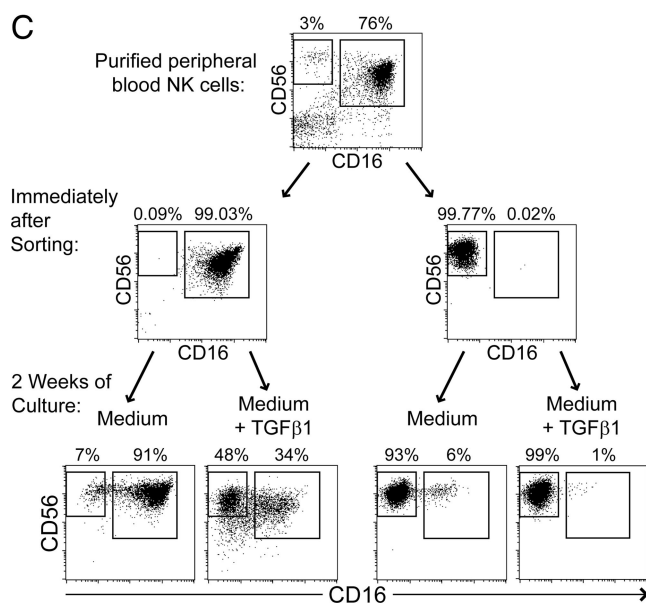 C
3% 76%
Purified peripheral
blood NK cells:
CD56
CD16
Immediately
after
Sorting:
0.09% 99.03%
99.77% 0.02%
CD56
CD56
CD16
CD16
2 Weeks of
Culture:
Medium
Medium
+ TGFβ1
Medium
Medium
+ TGFβ1
7% 91%
48% 34%
93% 6%
99% 1%
CD56
CD16